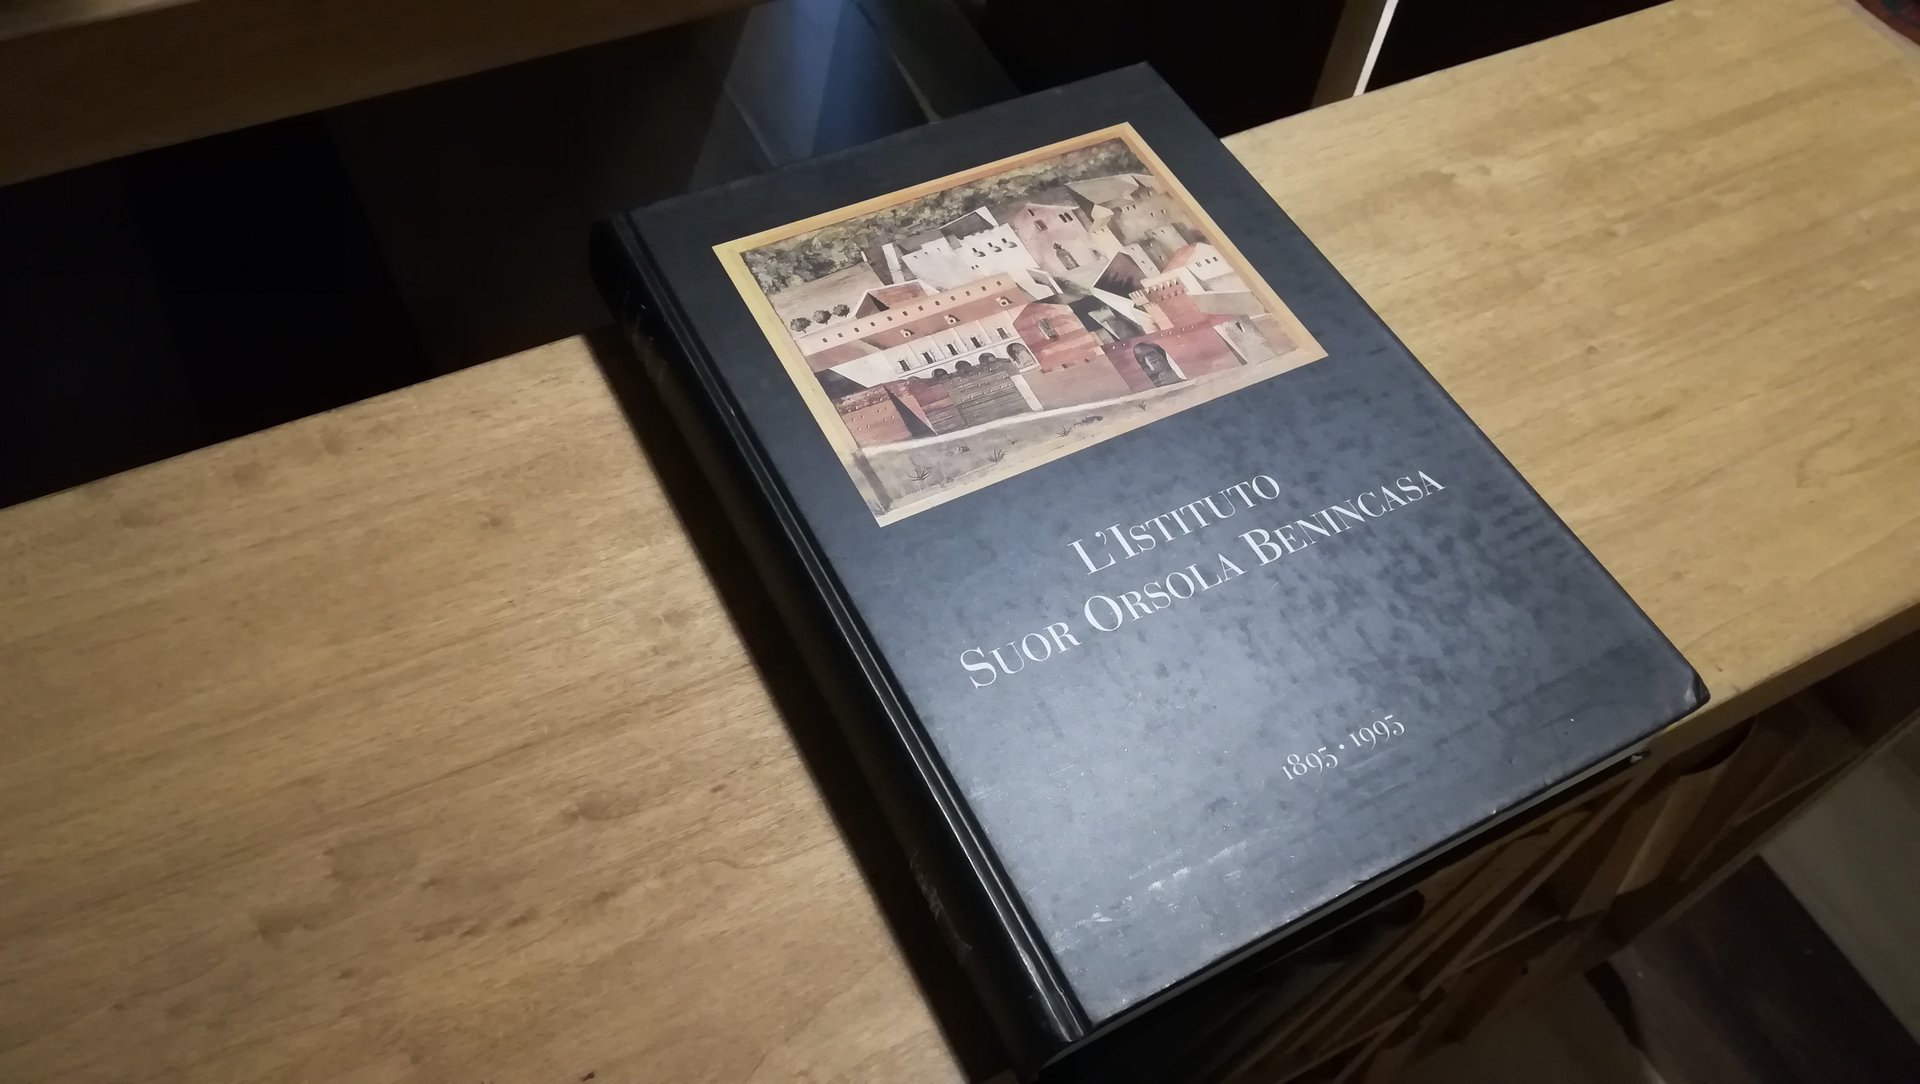 L'ISTITUTO
SUOR ORSOLA BENINCASA
1895 • 1995